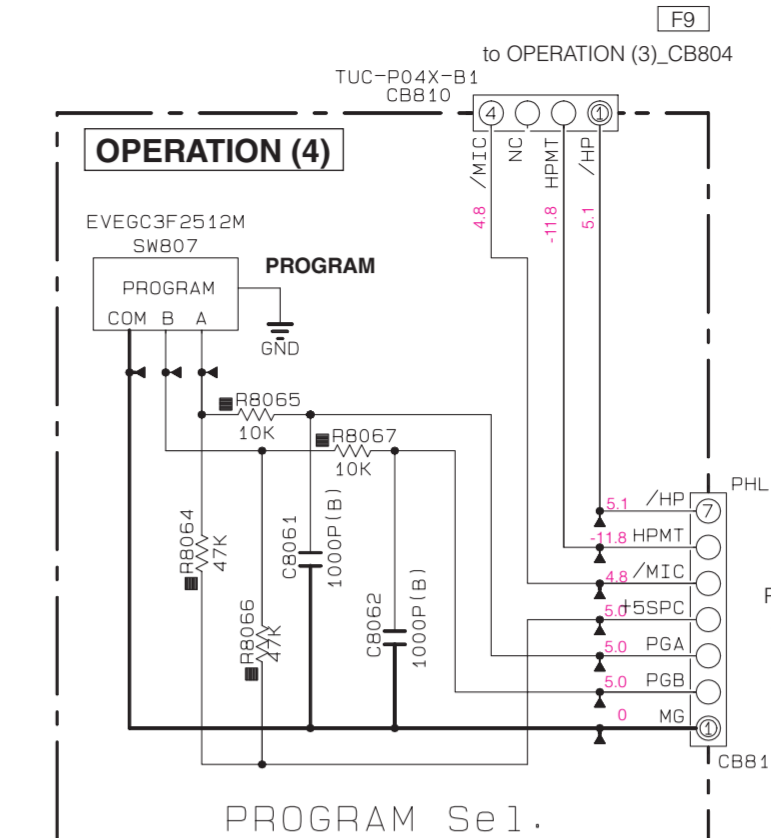 F9
to OPERATION (3)_CB804
TUC-P04X-B1
CB810
4
1
/MIC
NC
HPMT
/HP
4.8
-11.8
5.1
OPERATION (4)
EVEGC3F2512M
SW807
PROGRAM
PROGRAM
COM B A
GND
R8065
10K
R8067
10K
R8064
47K
C8061
1000P(B)
R8066
47K
C8062
1000P(B)
PHL
5.1 /HP 7
-11.8 HPMT
4.8 /MIC
5.0 +5SPC
5.0 PGA
5.0 PGB
0 MG 1
CB81
PROGRAM Sel.